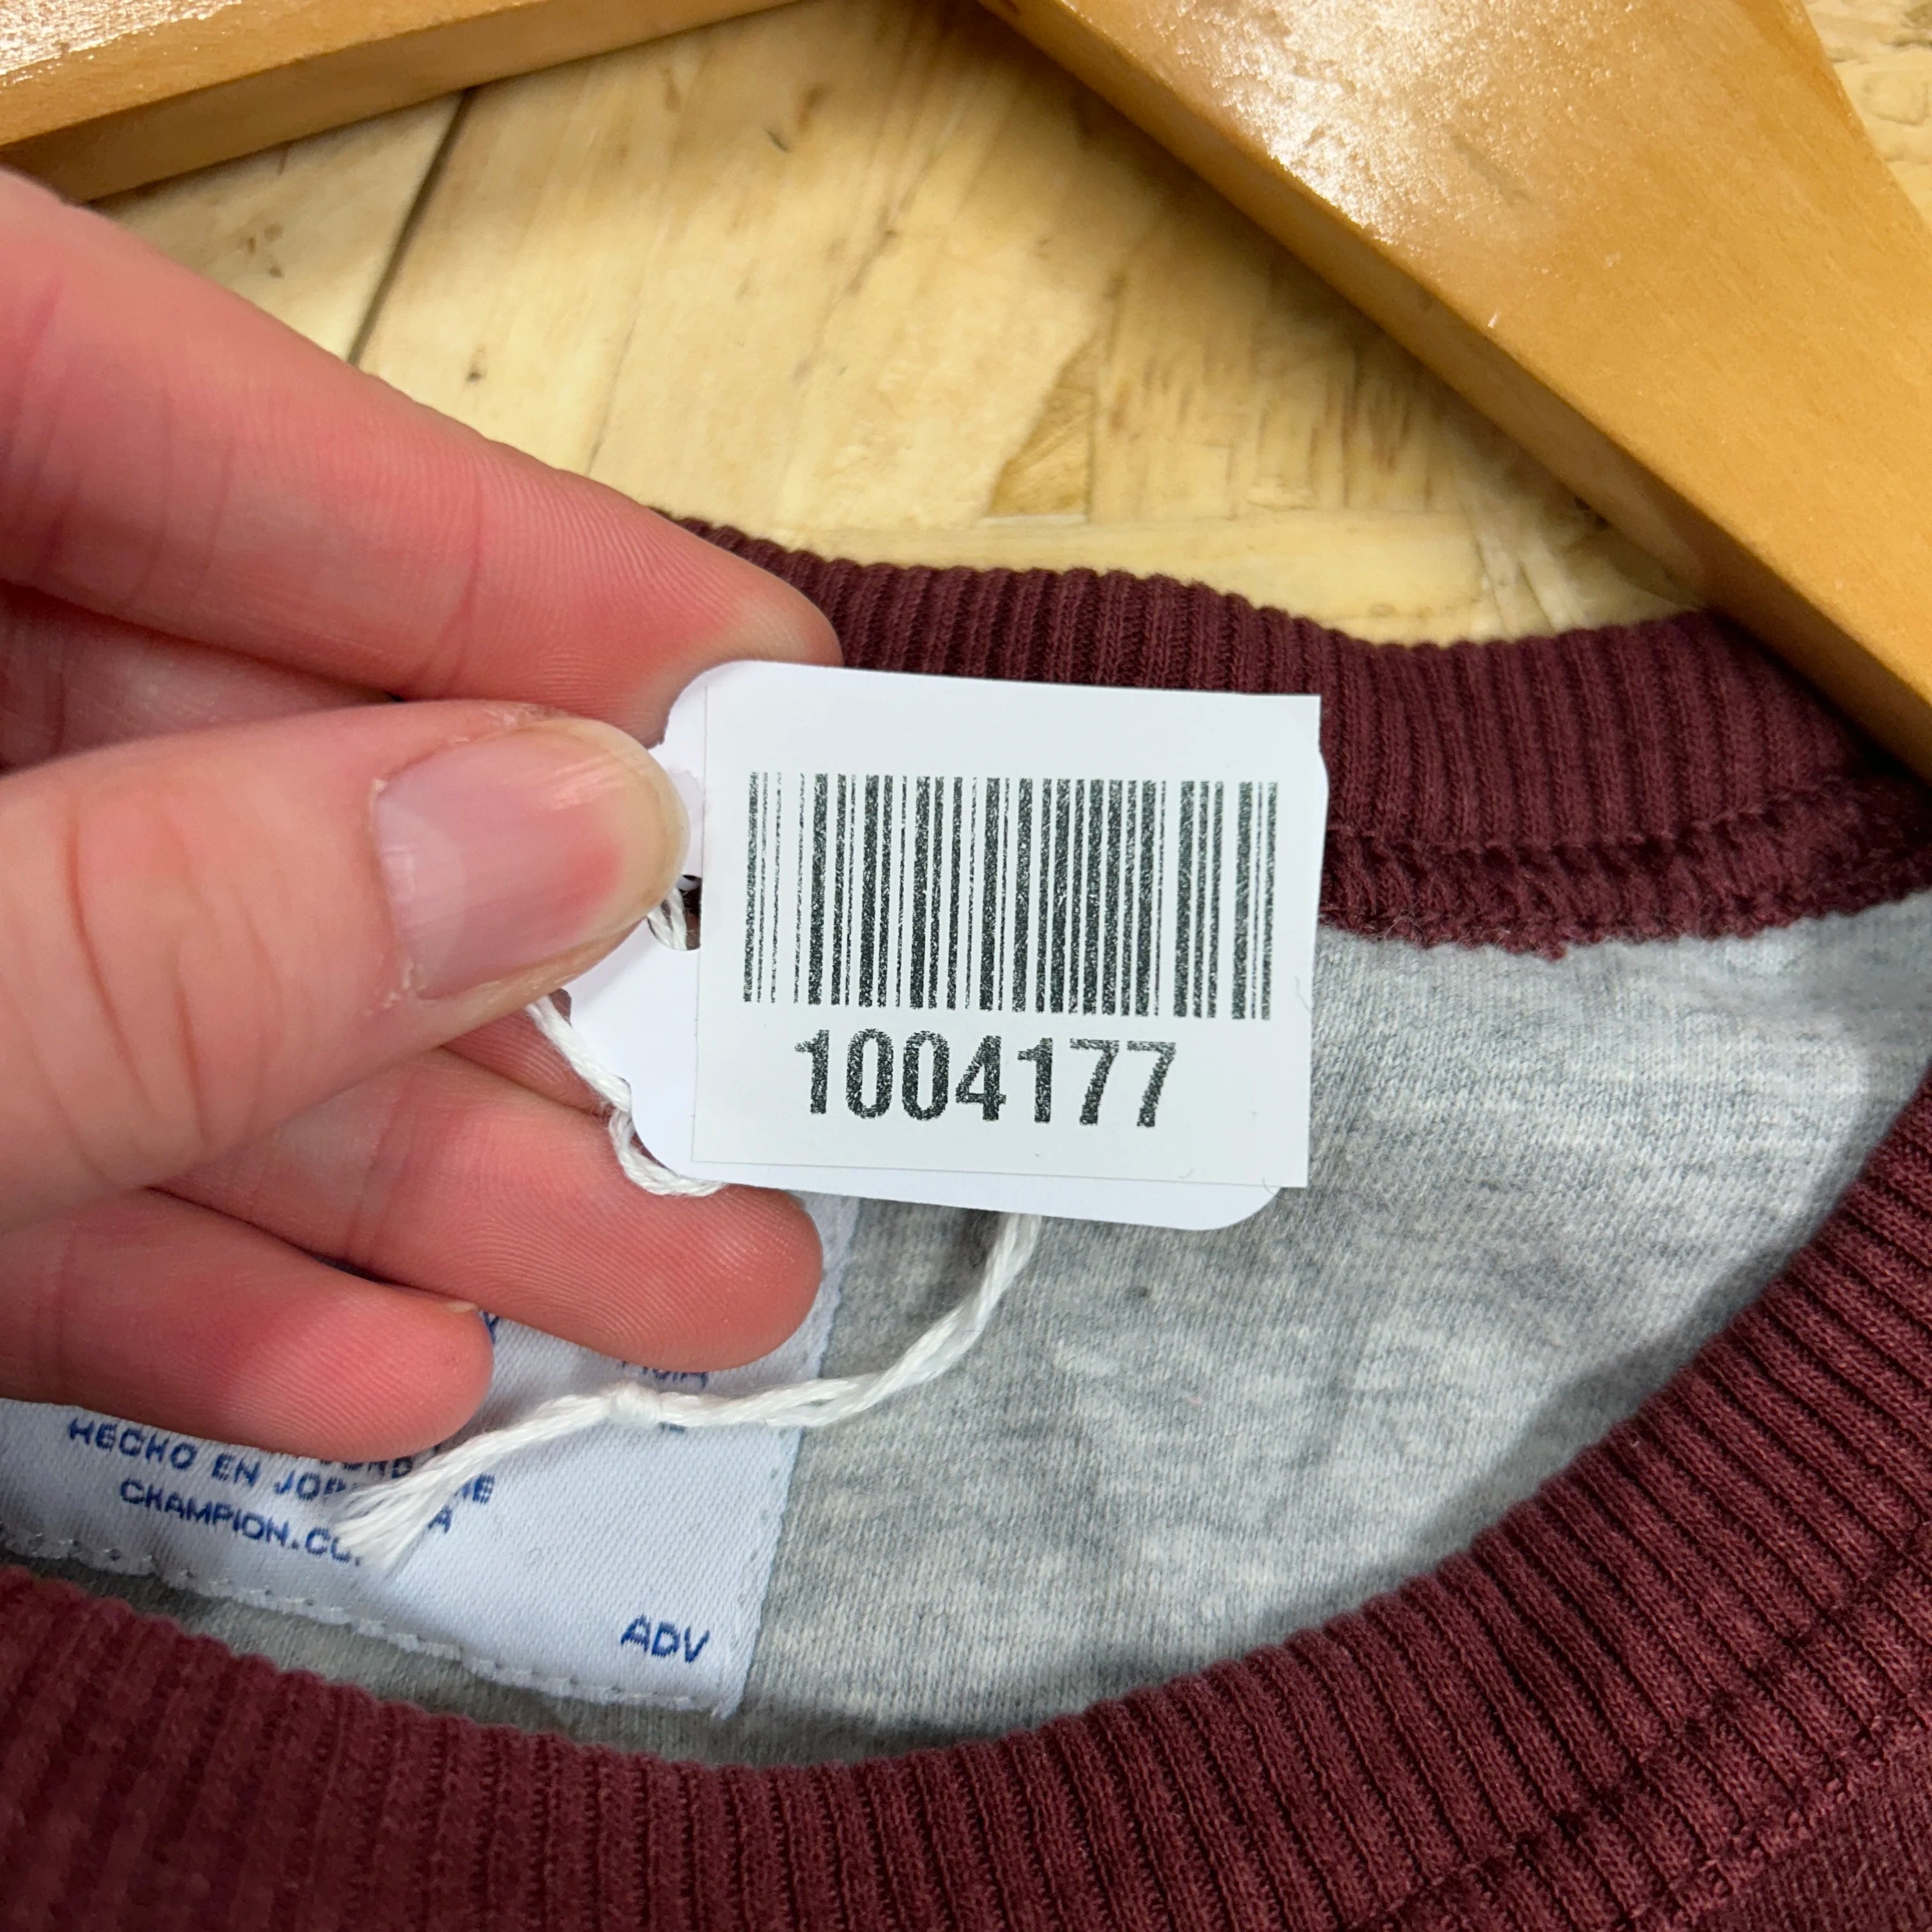 1004177
HECHO EN
CHAMPION.CO
ADV